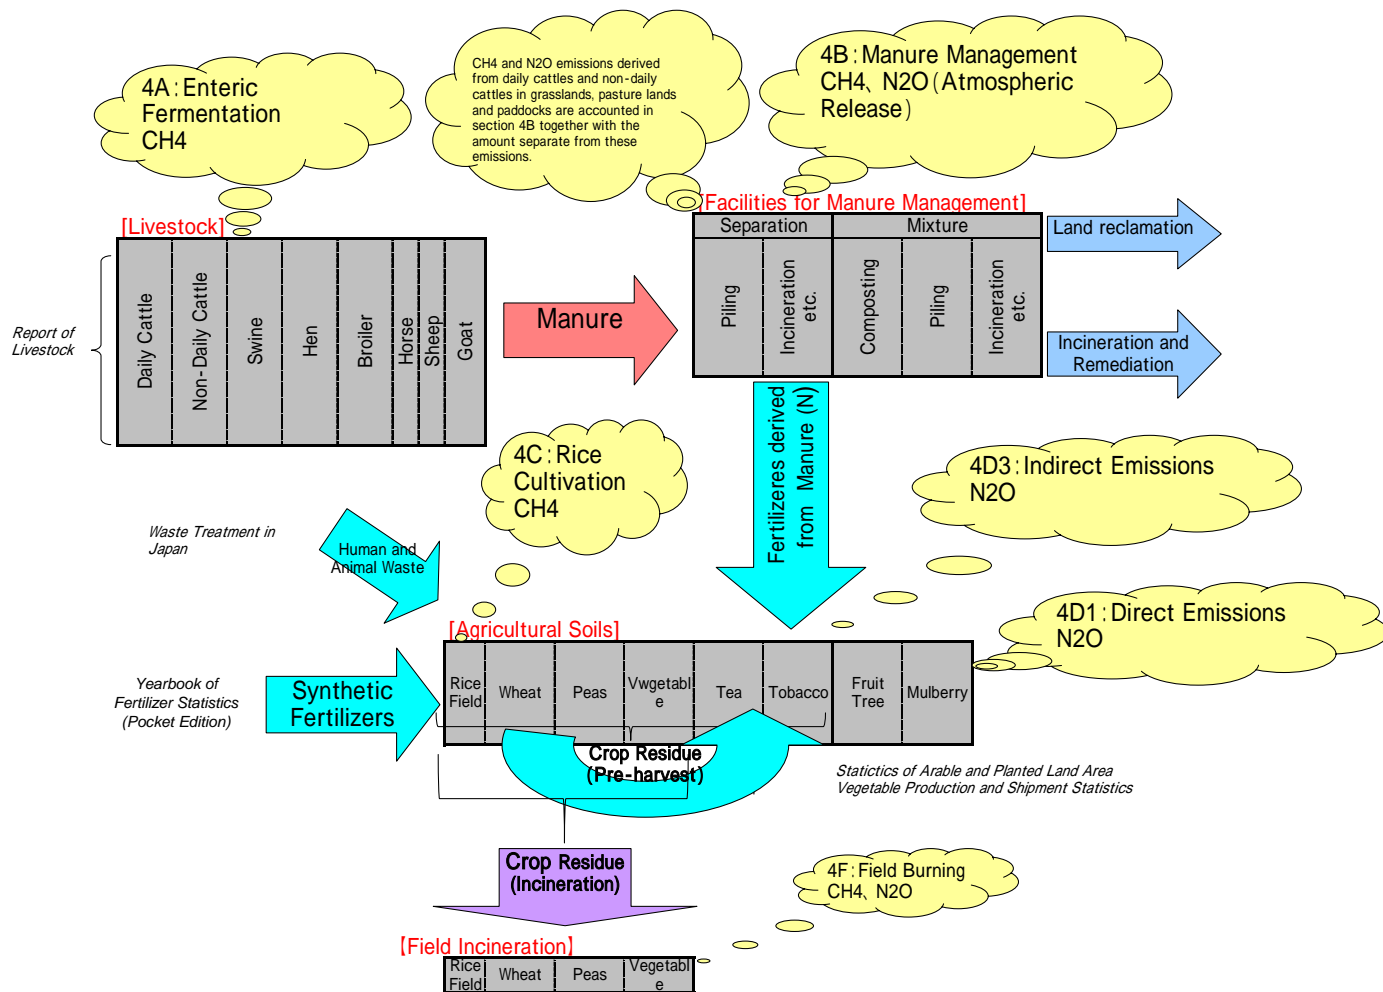 4A：Enteric
Fermentation
CH4
CH4 and N2O emissions derived
from daily cattles and non-daily
cattles in grasslands, pasture lands
and paddocks are accounted in
section 4B together with the
amount separate from these
emissions.
4B：Manure Management
CH4、N2O（Atmospheric
Release）
[Livestock]
Daily Cattle
Non-Daily Cattle
Swine
Hen
Broiler
Horse
Sheep
Goat
Report of
Livestock
Manure
[Facilities for Manure Management]
Separation
Mixture
Piling
Incineration
etc.
Composting
Piling
Incineration
etc.
Land reclamation
Incineration and
Remediation
Fertilizeres derived
from Manure (N)
4C：Rice
Cultivation
CH4
4D3：Indirect Emissions
N2O
4D1：Direct Emissions
N2O
Waste Treatment in
Japan
Human and
Animal Waste
[Agricultural Soils]
Rice
Field
Wheat
Peas
Vwgetabl
e
Tea
Tobacco
Fruit
Tree
Mulberry
Yearbook of
Fertilizer Statistics
(Pocket Edition)
Synthetic
Fertilizers
Crop Residue
(Pre-harvest)
Statictics of Arable and Planted Land Area
Vegetable Production and Shipment Statistics
Crop Residue
(Incineration)
4F：Field Burning
CH4、N2O
【Field Incineration】
Rice
Field
Wheat
Peas
Vegetabl
e